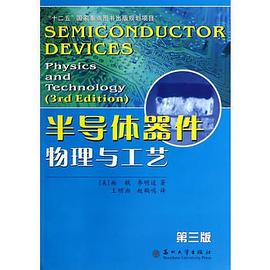 "十二五"国家重点图书出版规划项目
SEMICONDUCTOR
DEVICES
Physics and
Technology
(3rd Edition)
半导体器件
物理与工艺
[美]施 敏 李明逵 著
王明湘 赵鹤鸣 译
第三版
苏州大学出版社